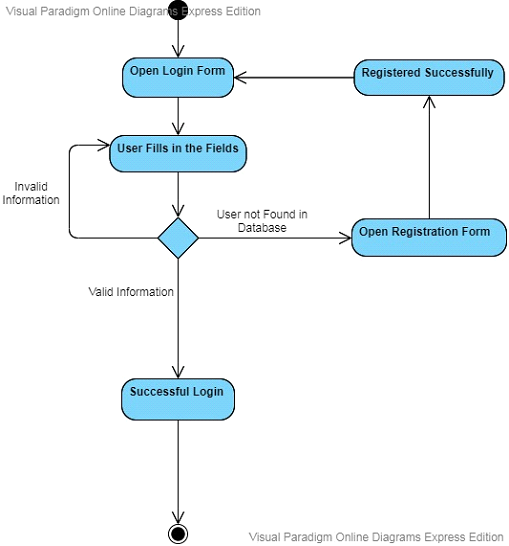 Visual Paradigm Online Diagrams Express Edition
Open Login Form
Registered Successfully
User Fills in the Fields
Invalid
Information
User not Found in
Database
Open Registration Form
Valid Information
Successful Login
Visual Paradigm Online Diagrams Express Edition